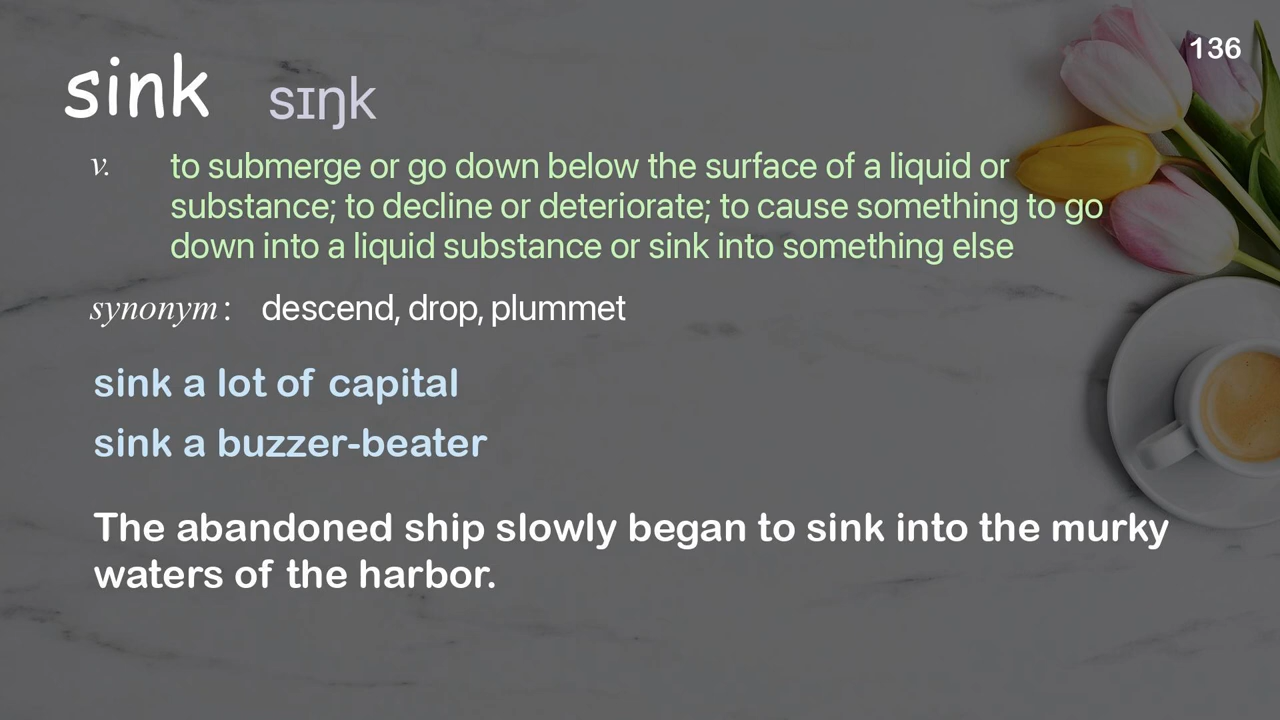 136
sink sɪŋk
v. to submerge or go down below the surface of a liquid or
substance; to decline or deteriorate; to cause something to go
down into a liquid substance or sink into something else
synonym: descend, drop, plummet
sink a lot of capital
sink a buzzer-beater
The abandoned ship slowly began to sink into the murky
waters of the harbor.